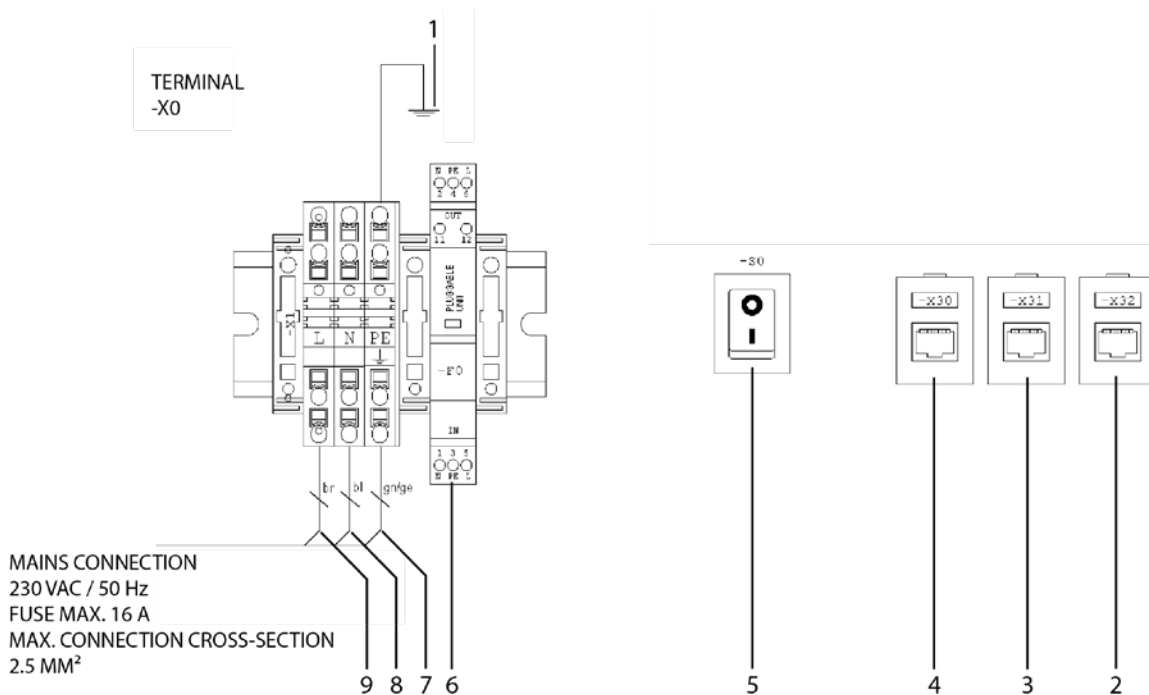 1
TERMINAL
-X0
N PE L
2 4 6
OUT
11 12
PLUGGABLE
UNIT
-X1
L N PE
-F0
IN
1 3 5
N PE L
br bl gn/ge
-S0
-X30 -X31 -X32
MAINS CONNECTION
230 VAC / 50 Hz
FUSE MAX. 16 A
MAX. CONNECTION CROSS-SECTION
2.5 MM²
9 8 7 6 5 4 3 2